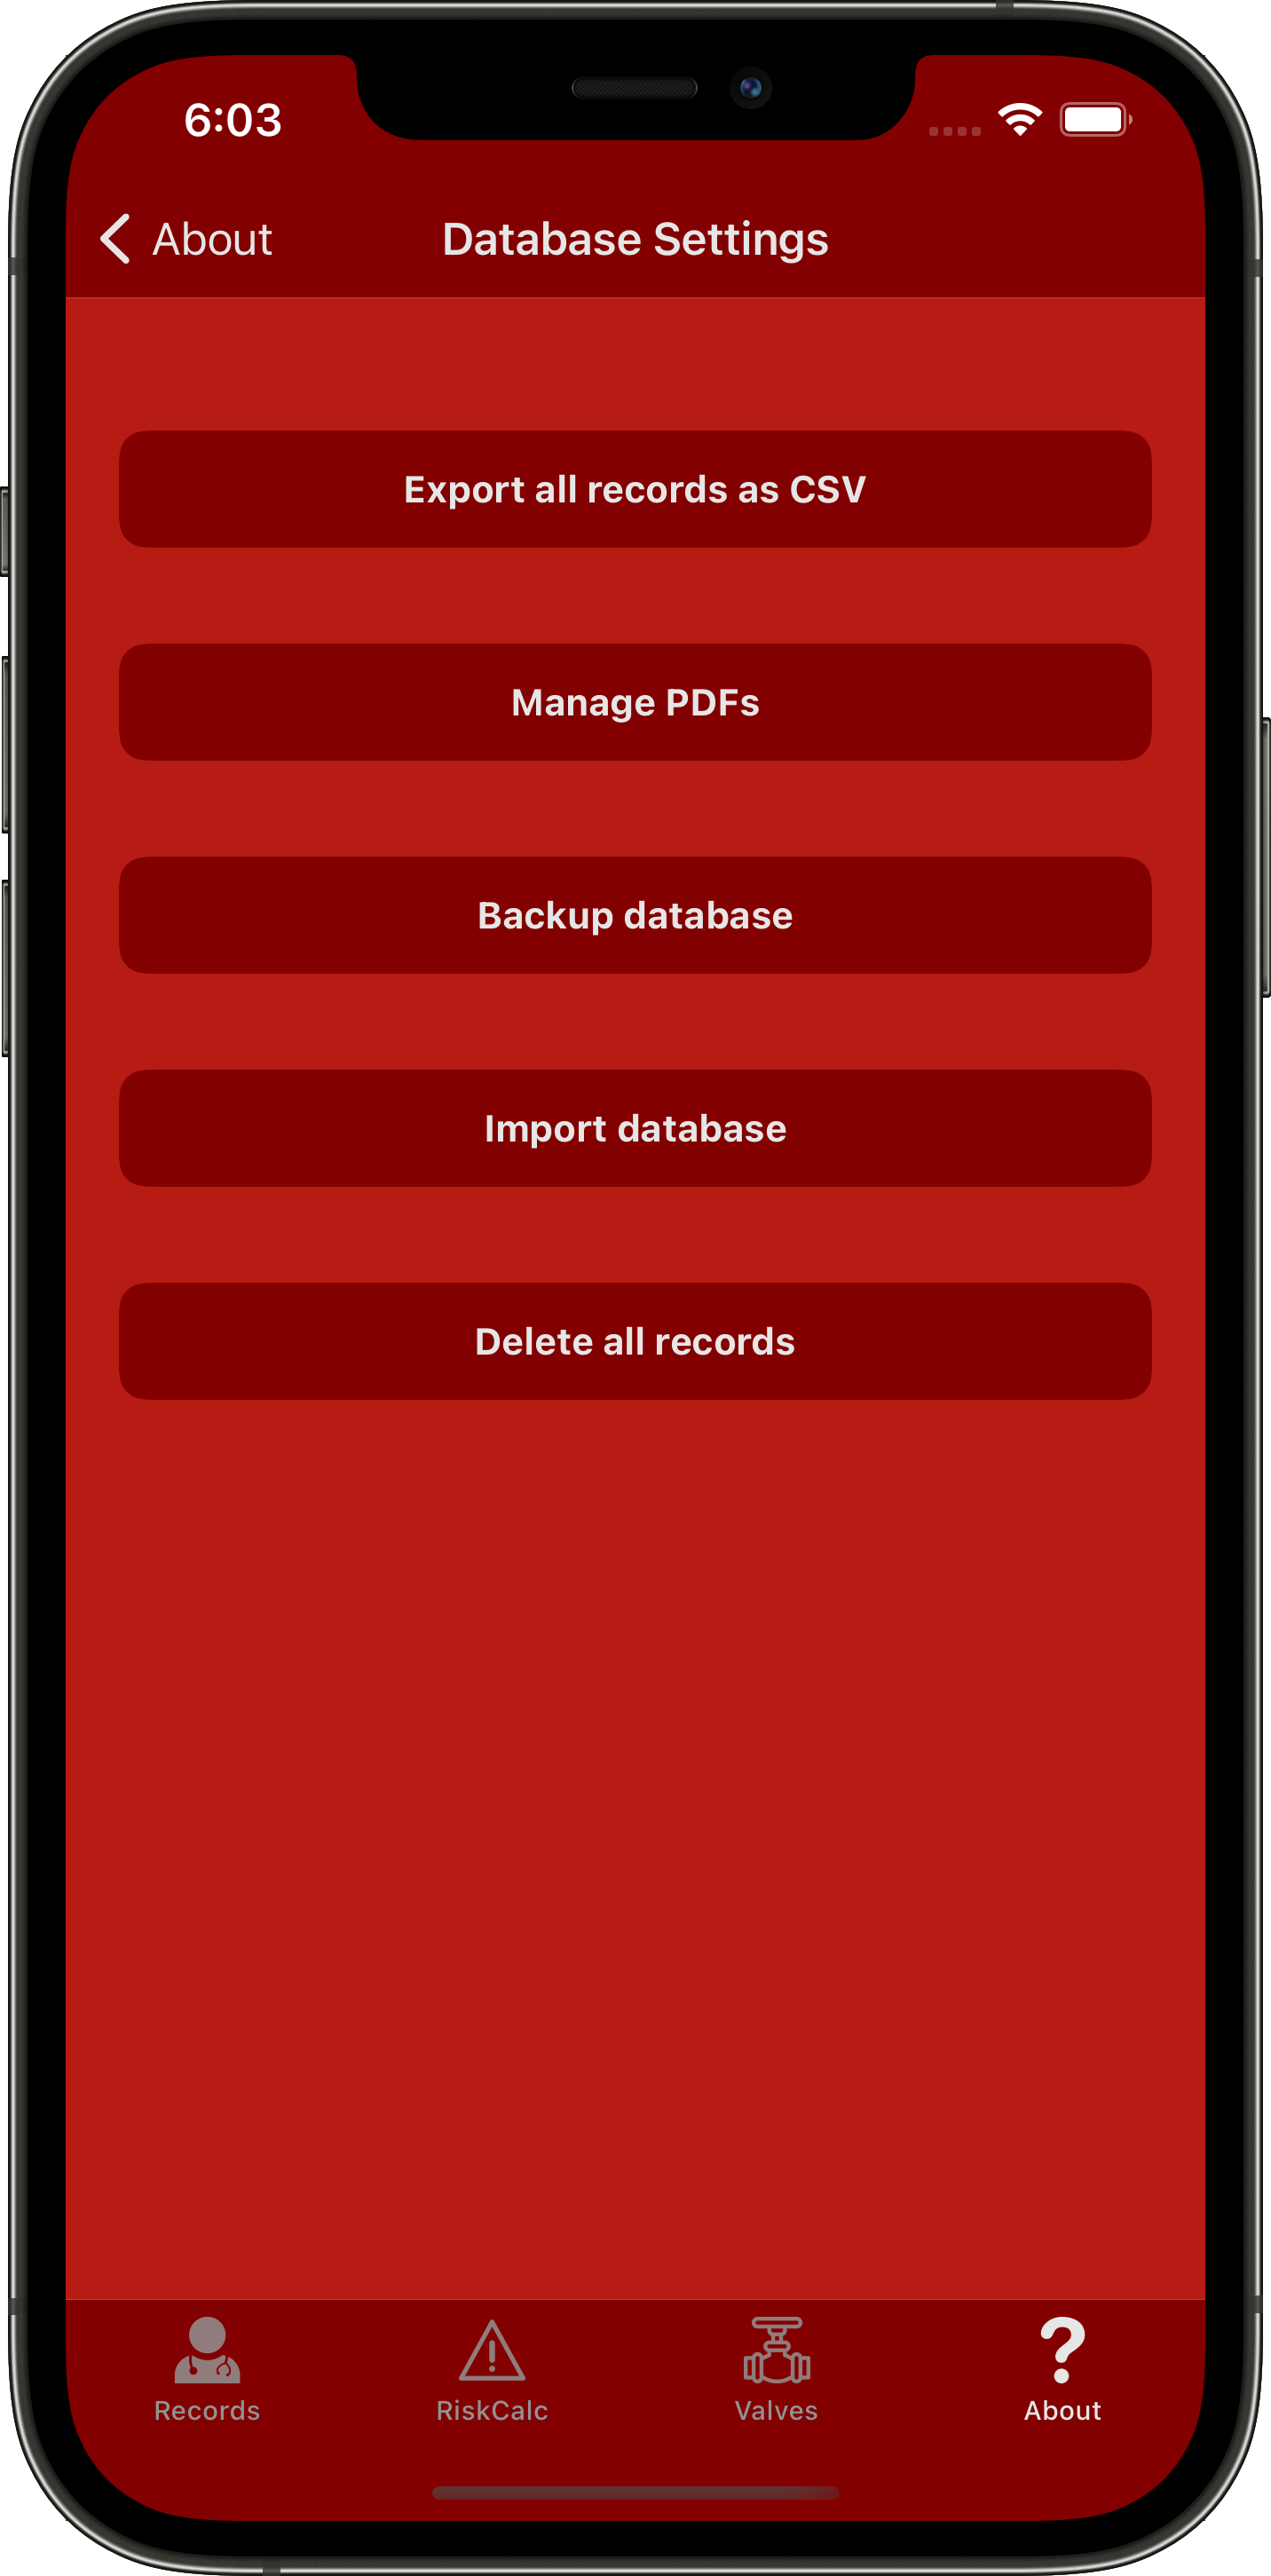 6:03
About
Database Settings
Export all records as CSV
Manage PDFs
Backup database
Import database
Delete all records
Records
RiskCalc
Valves
About